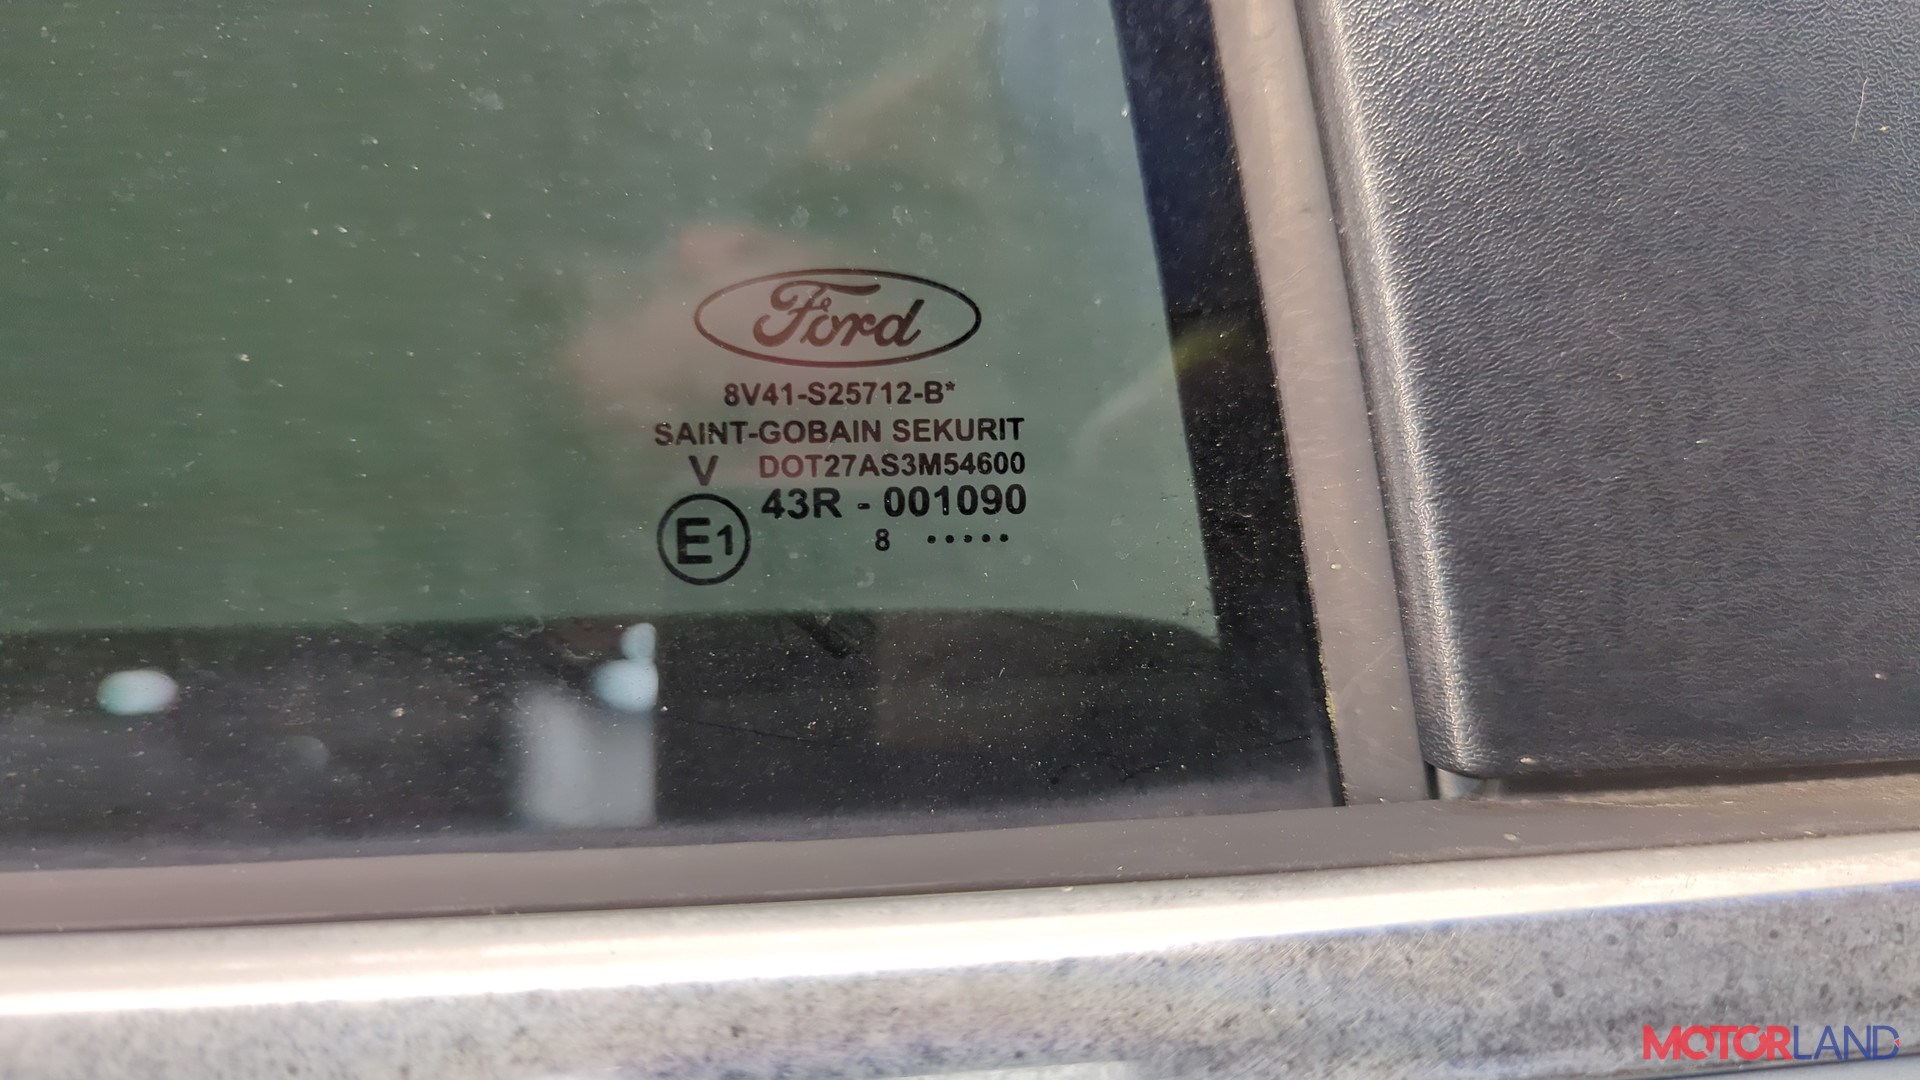 Ford
8V41-S25712-B*
SAINT-GOBAIN SEKURIT
V DOT27AS3M54600
E1 43R - 001090
8 •••••
MOTORLAND